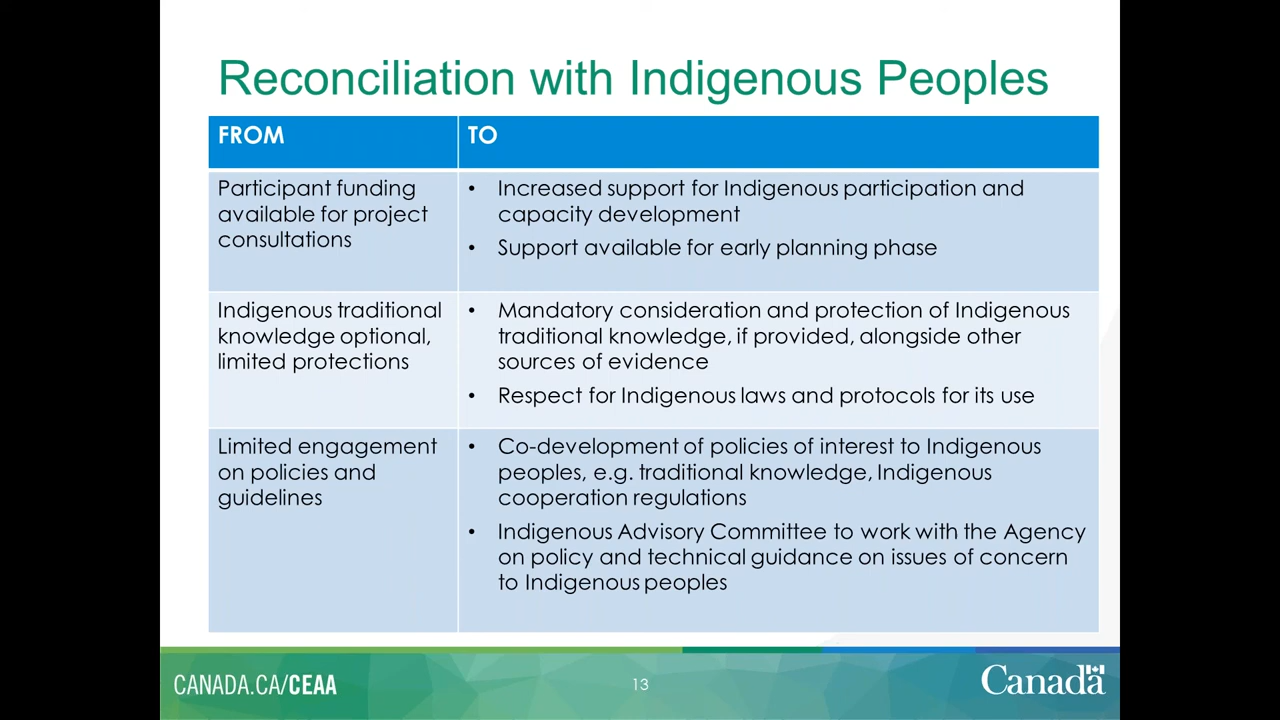 Reconciliation with Indigenous Peoples
FROM
TO
Participant funding
available for project
consultations
• Increased support for Indigenous participation and
capacity development
• Support available for early planning phase
Indigenous traditional
knowledge optional,
limited protections
• Mandatory consideration and protection of Indigenous
traditional knowledge, if provided, alongside other
sources of evidence
• Respect for Indigenous laws and protocols for its use
Limited engagement
on policies and
guidelines
• Co-development of policies of interest to Indigenous
peoples, e.g. traditional knowledge, Indigenous
cooperation regulations
• Indigenous Advisory Committee to work with the Agency
on policy and technical guidance on issues of concern
to Indigenous peoples
CANADA.CA/CEAA
13
Canada